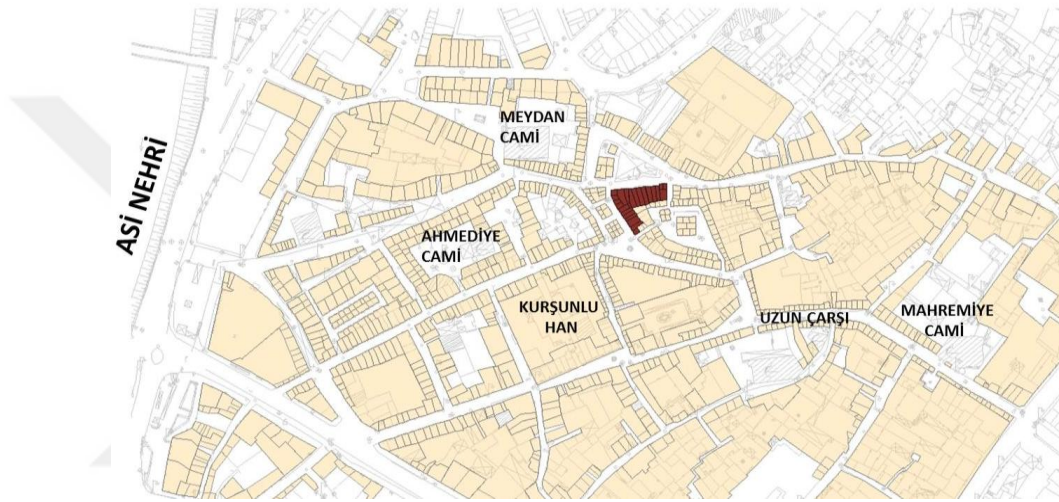 MEYDAN
CAMİ
ASİ NEHRİ
AHMEDİYE
CAMİ
KURŞUNLU
HAN
UZUN ÇARŞI
MAHREMİYE
CAMİ